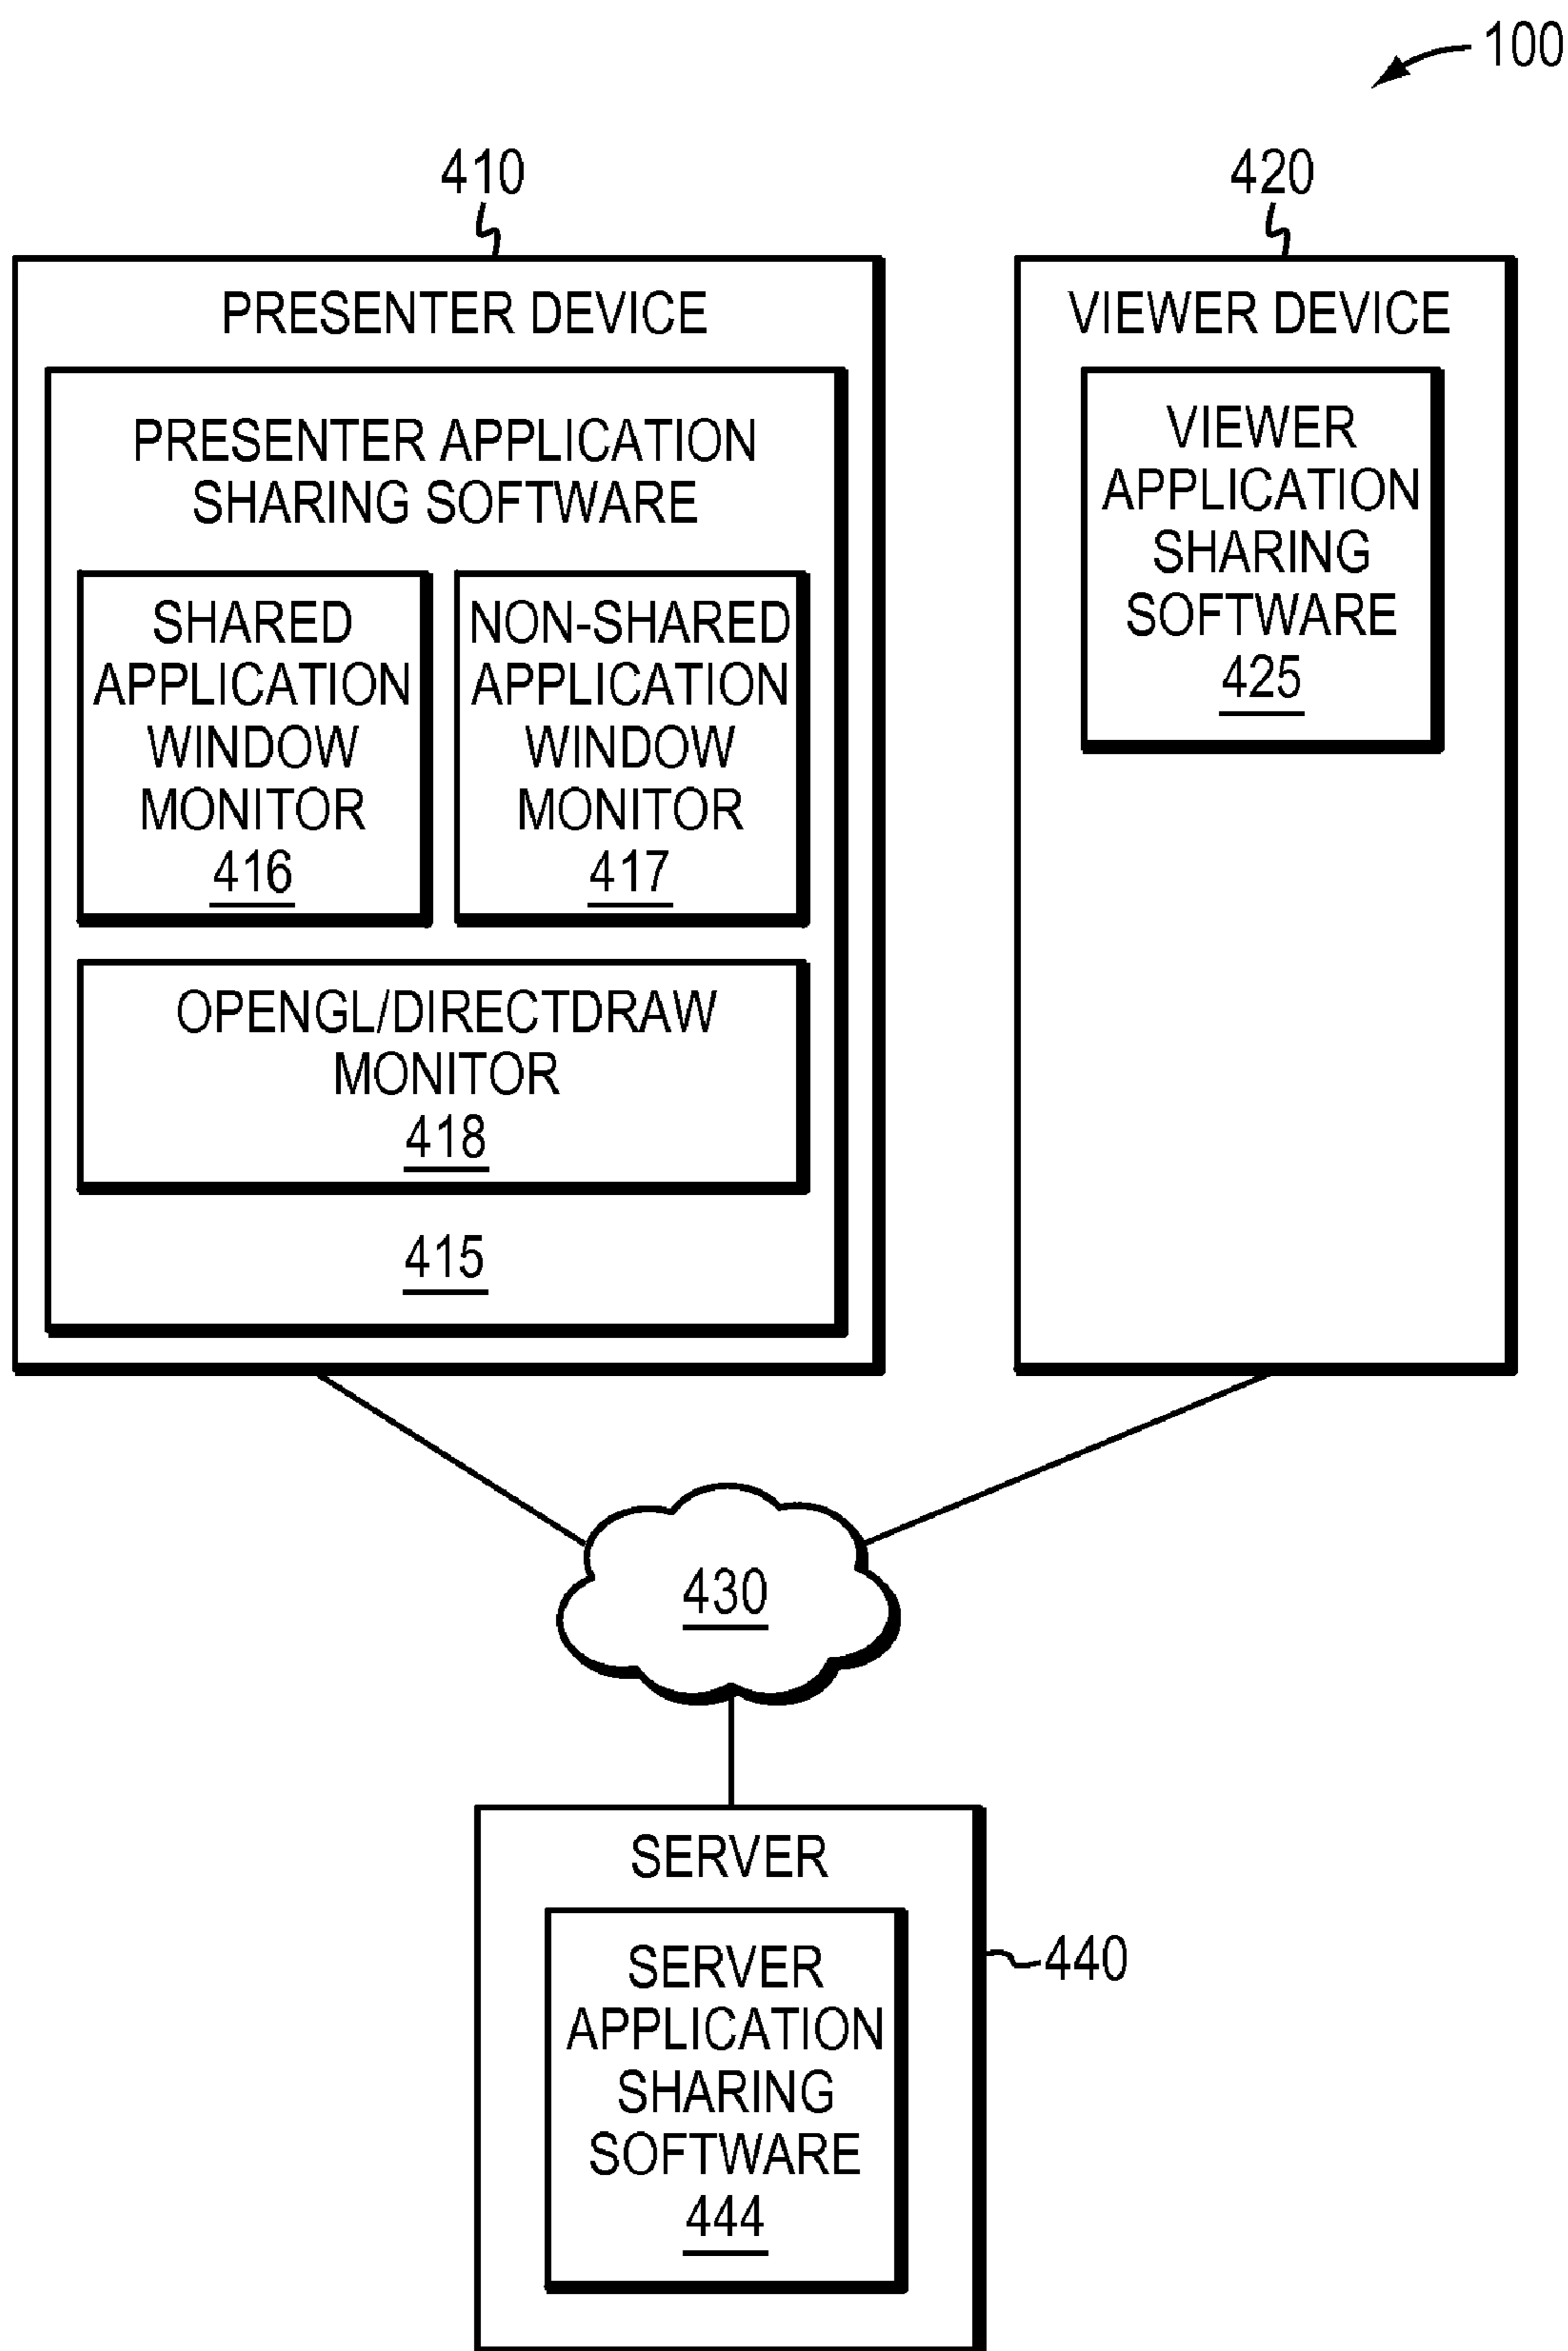 100
410
PRESENTER DEVICE
PRESENTER APPLICATION
SHARING SOFTWARE
SHARED
APPLICATION
WINDOW
MONITOR
416
NON-SHARED
APPLICATION
WINDOW
MONITOR
417
OPENGL/DIRECTDRAW
MONITOR
418
415
420
VIEWER DEVICE
VIEWER
APPLICATION
SHARING
SOFTWARE
425
430
SERVER
SERVER
APPLICATION
SHARING
SOFTWARE
444
440